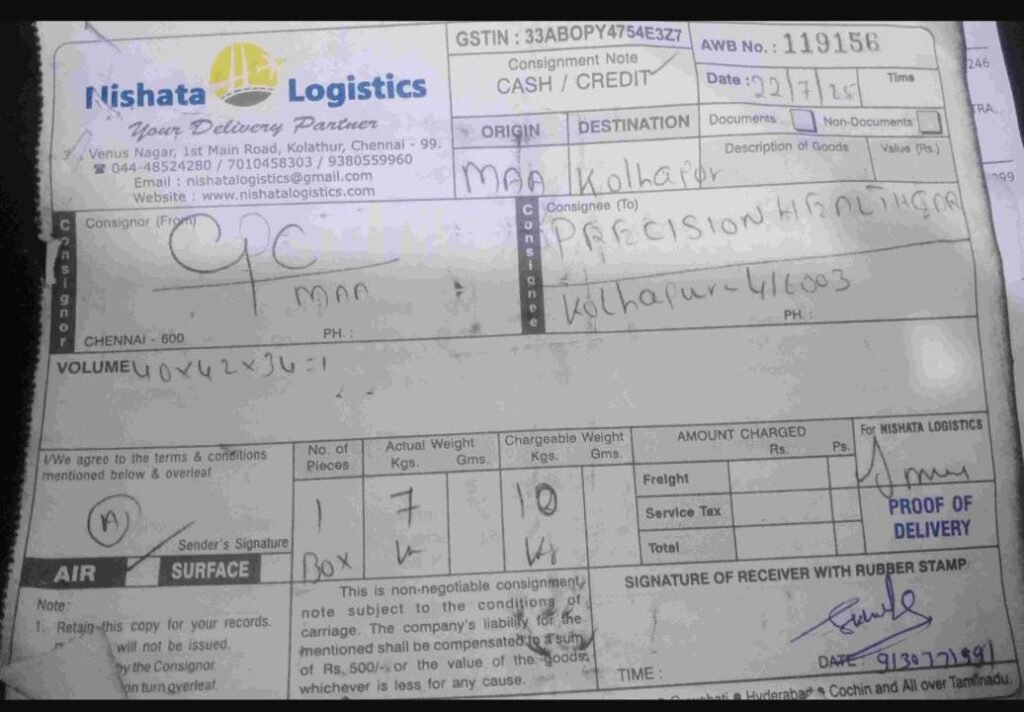 GSTIN : 33ABOPY4754E3Z7
AWB No. : 119156
Nishata Logistics
Your Delivery Partner
Venus Nagar, 1st Main Road, Kolathur, Chennai - 99.
☎ 044-48524280 / 7010458303 / 9380559960
Email : nishatalogistics@gmail.com
Website : www.nishatalogistics.com
Consignment Note
CASH / CREDIT
Date : 22/7/25
Time
ORIGIN
DESTINATION
Documents
Non-Documents
MAA
Kolhapur
Description of Goods
Value (Rs.)
246
TRA.
Consignor
Consignor (From)
CPC
MAA
CHENNAI - 600
PH. :
Consignee
Consignee (To)
PRECISION HEALTHCAR
Kolhapur - 416003
PH. :
VOLUME 40x42x34=1
I/We agree to the terms & conditions
mentioned below & overleaf
Sender's Signature
AIR
SURFACE
No. of
Pieces
1
Box
Actual Weight
Kgs. Gms.
7
Chargeable Weight
Kgs. Gms.
10
AMOUNT CHARGED
Rs. Ps.
Freight
Service Tax
Total
For NISHATA LOGISTICS
PROOF OF
DELIVERY
Note :
1. Retain this copy for your records.
will not be issued.
by the Consignor.
on turn overleaf.
This is non-negotiable consignment
note subject to the conditions of
carriage. The company's liability for the
mentioned shall be compensated to a sum
of Rs. 500/- or the value of the goods,
whichever is less for any cause.
SIGNATURE OF RECEIVER WITH RUBBER STAMP
TIME :
DATE :
Hyderabad • Cochin and All over Tamilnadu.